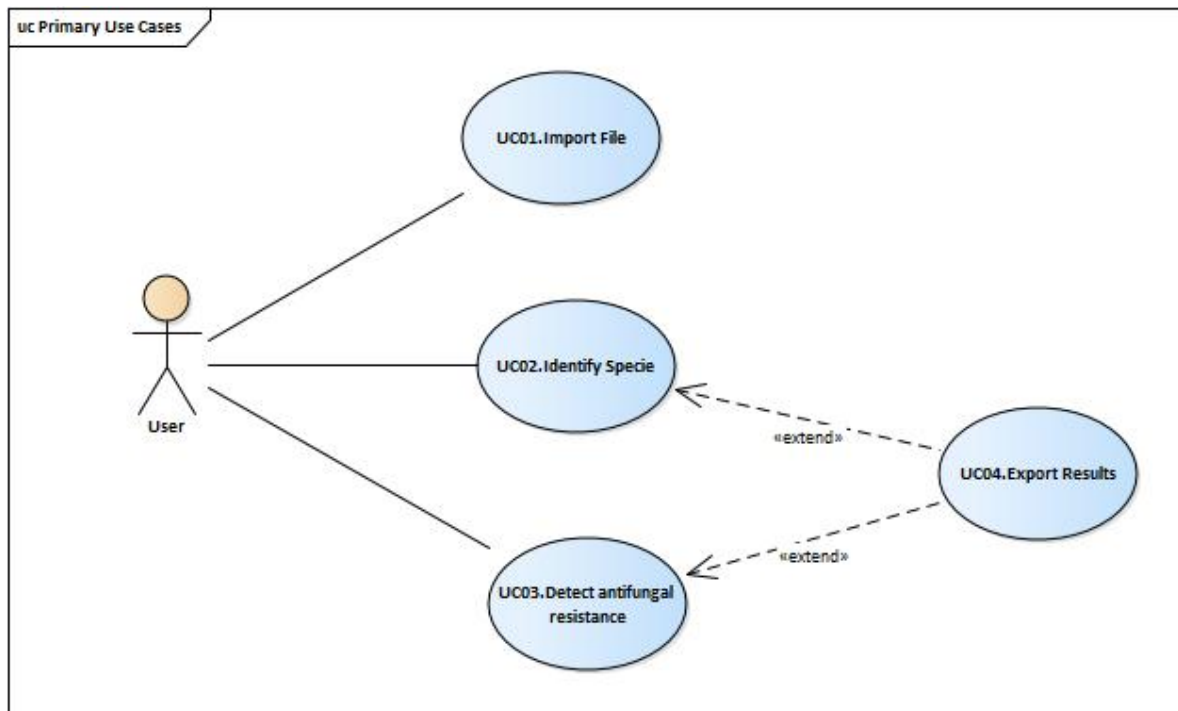 uc Primary Use Cases
UC01.Import File
UC02.Identify Specie
User
«extend»
UC04.Export Results
«extend»
UC03.Detect antifungal
resistance